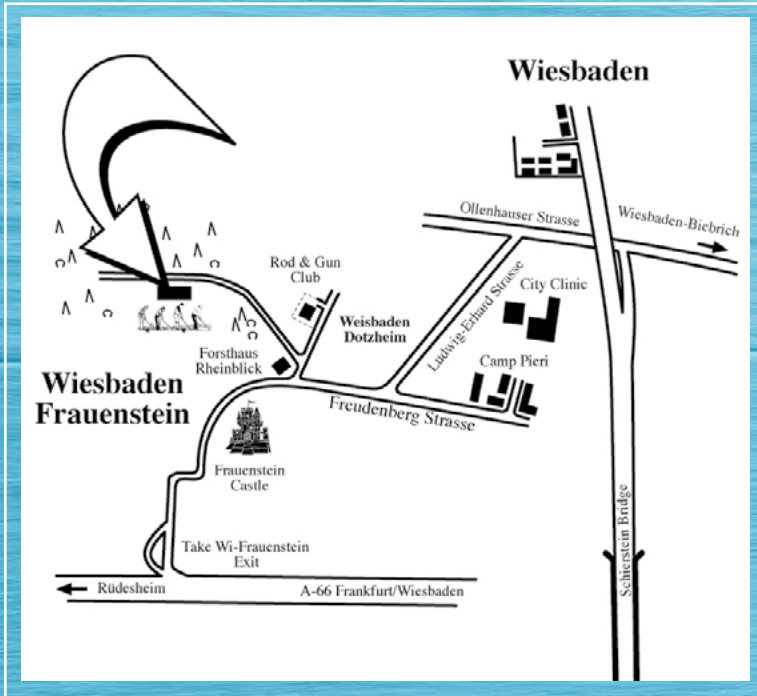 Wiesbaden
Ollenhauser Strasse
Wiesbaden-Biebrich
Rod & Gun
Club
City Clinic
Ludwig-Erhard Strasse
Weisbaden
Dotzheim
Forsthaus
Rheinblick
Camp Pieri
Wiesbaden
Frauenstein
Freudenberg Strasse
Frauenstein
Castle
Schierstein Bridge
Take Wi-Frauenstein
Exit
Rüdesheim
A-66 Frankfurt/Wiesbaden